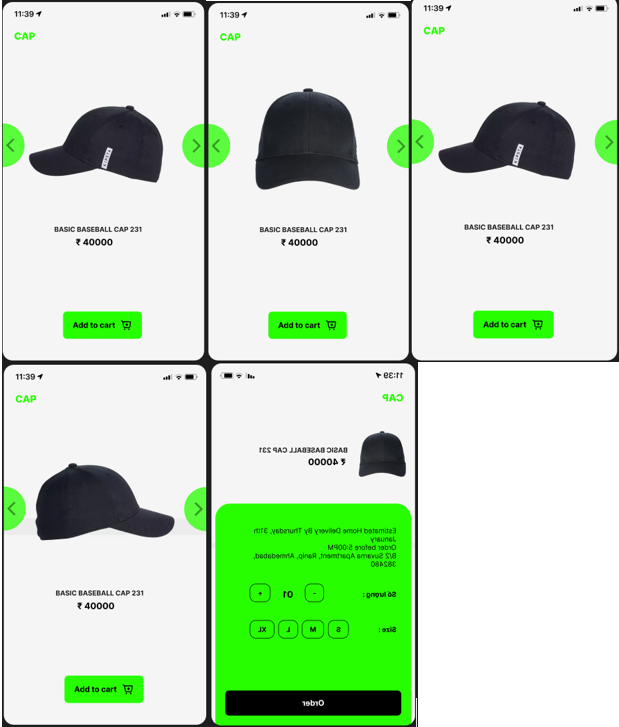 11:39
CAP
BASIC BASEBALL CAP 231
₹ 40000
Add to cart
11:39
CAP
BASIC BASEBALL CAP 231
₹ 40000
Add to cart
11:39
CAP
BASIC BASEBALL CAP 231
₹ 40000
Add to cart
11:39
CAP
BASIC BASEBALL CAP 231
₹ 40000
Add to cart
11:39
CAP
BASIC BASEBALL CAP 231
₹ 40000
Estimated Home Delivery By Thursday, 31th
January
Order before 5:00PM
B/2 Suvarna Apartment, Ranip, Ahmedabad,
382480
Số lượng :
- 01 +
Size :
S M L XL
Order